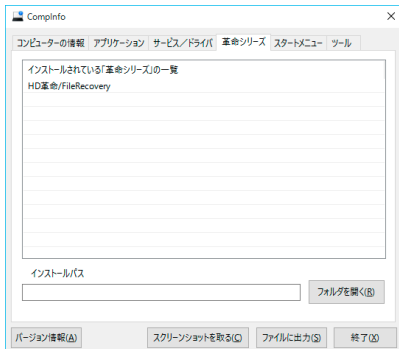 CompInfo
コンピューターの情報 アプリケーション サービス／ドライバ 革命シリーズ スタートメニュー ツール
インストールされている「革命シリーズ」の一覧
HD革命/FileRecovery
インストールパス
フォルダを開く(R)
バージョン情報(A) スクリーンショットを取る(C) ファイルに出力(S) 終了(X)